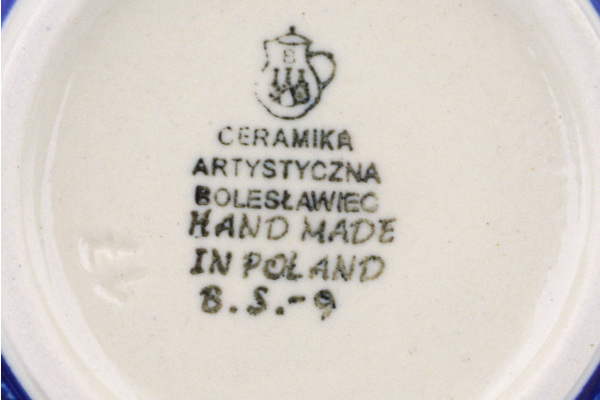 B
CERAMIKA
ARTYSTYCZNA
BOLESŁAWIEC
HAND MADE
IN POLAND
B.S.-9